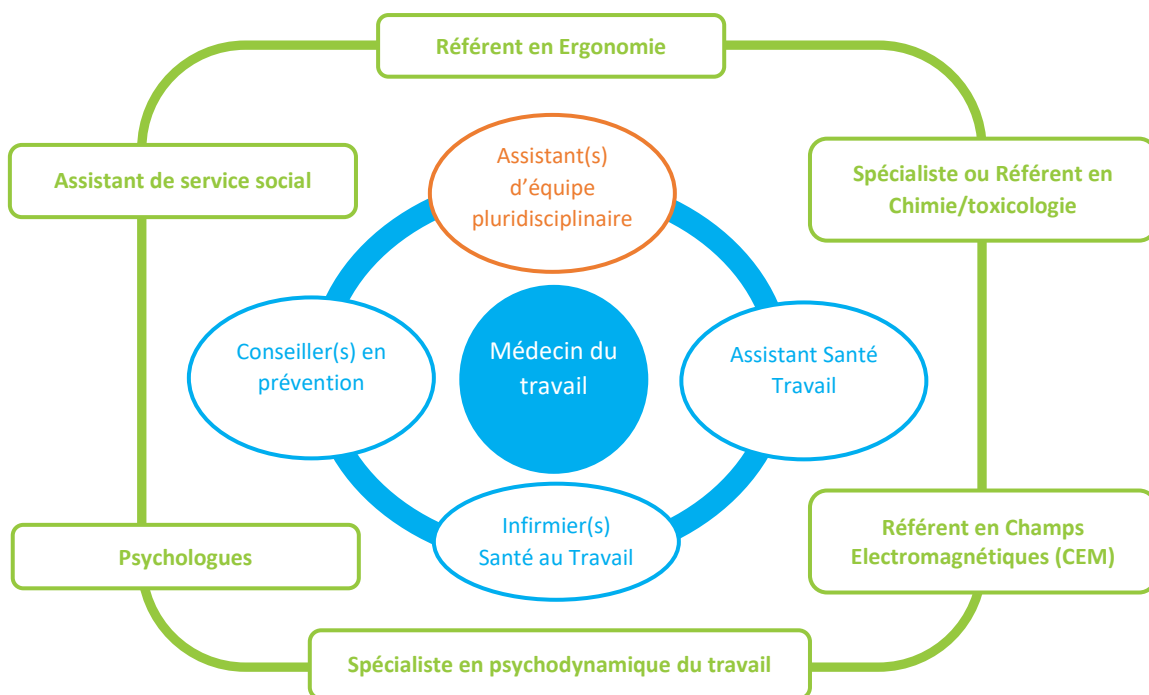 Référent en Ergonomie
Assistant de service social
Assistant(s)
d'équipe
pluridisciplinaire
Spécialiste ou Référent en
Chimie/toxicologie
Conseiller(s) en
prévention
Médecin du
travail
Assistant Santé
Travail
Psychologues
Infirmier(s)
Santé au Travail
Référent en Champs
Electromagnétiques (CEM)
Spécialiste en psychodynamique du travail